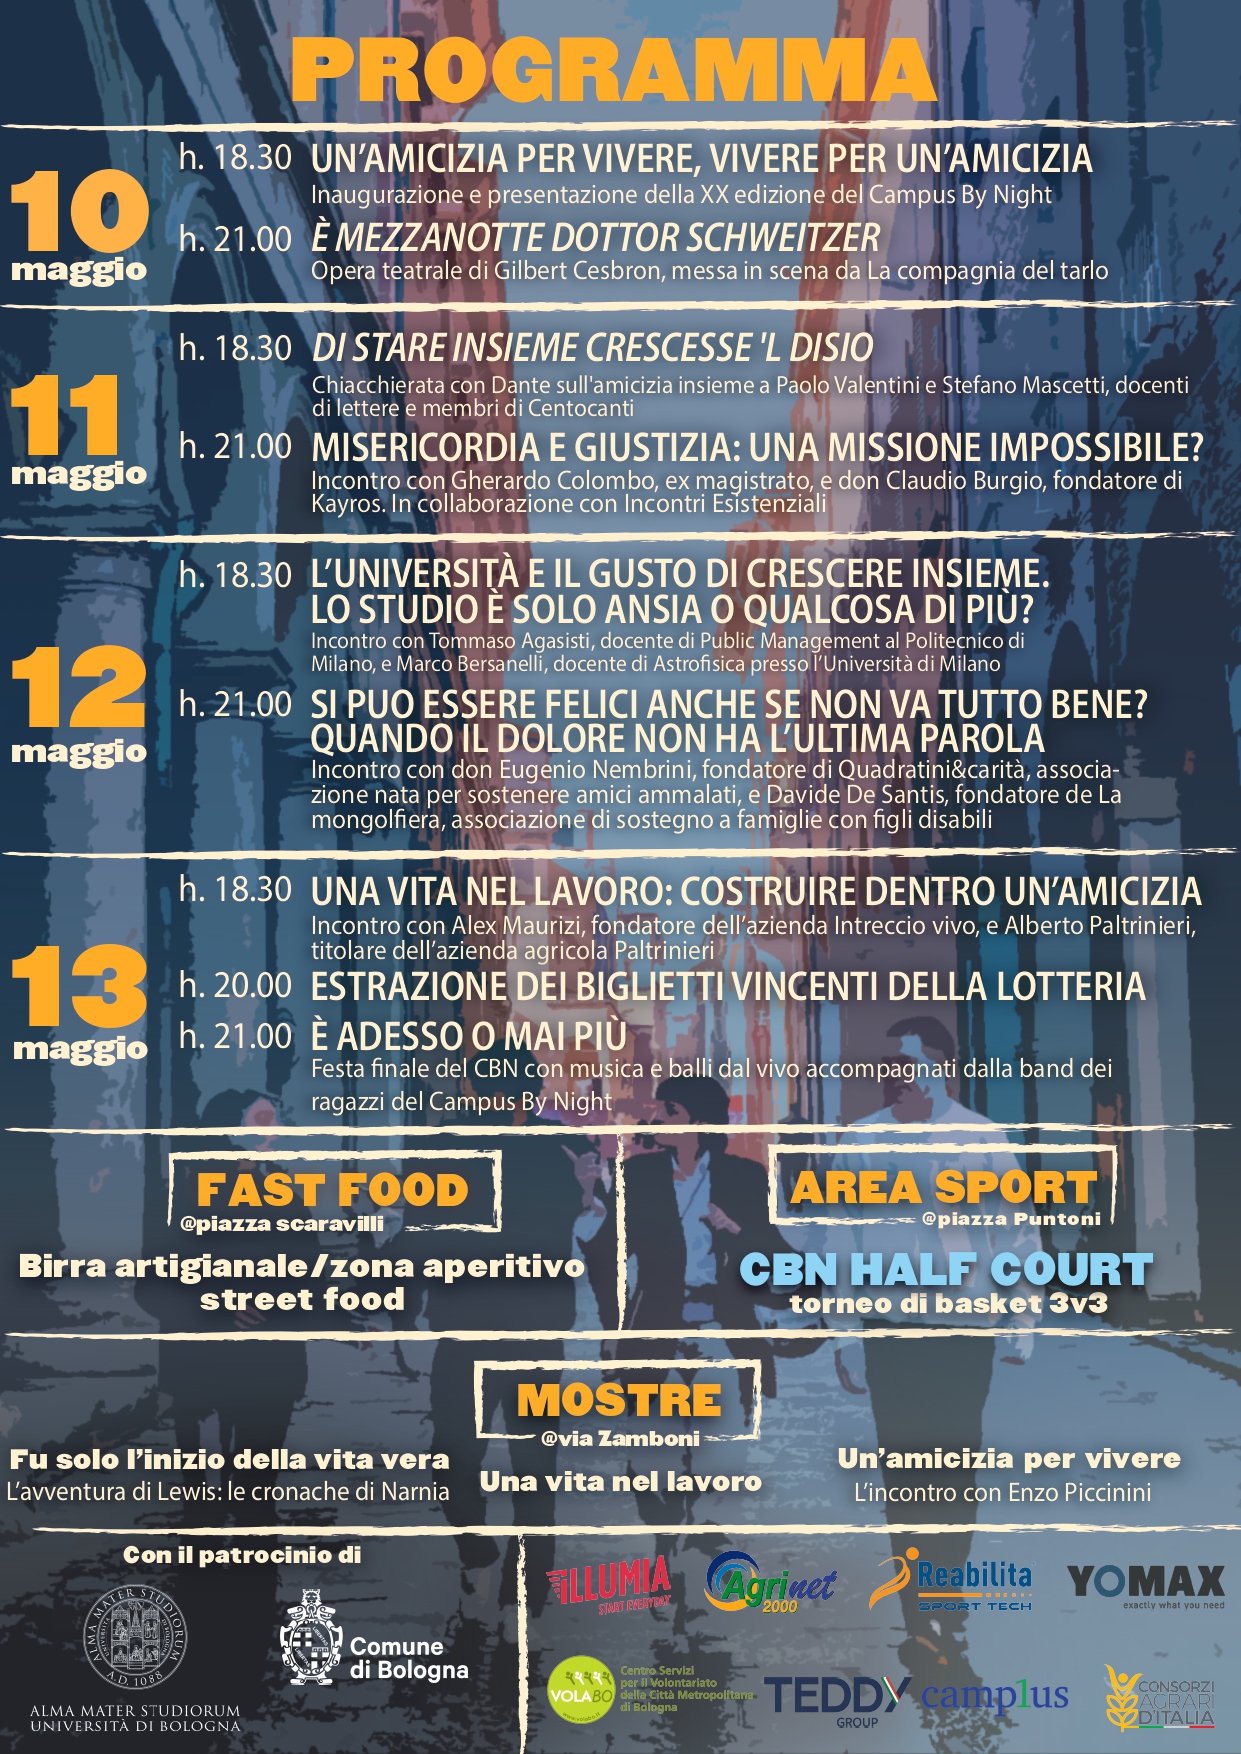 PROGRAMMA
10
maggio
h. 18.30 UN'AMICIZIA PER VIVERE, VIVERE PER UN'AMICIZIA
Inaugurazione e presentazione della XX edizione del Campus By Night
h. 21.00 È MEZZANOTTE DOTTOR SCHWEITZER
Opera teatrale di Gilbert Cesbron, messa in scena da La compagnia del tarlo
11
maggio
h. 18.30 DI STARE INSIEME CRESCESSE 'L DISIO
Chiacchierata con Dante sull'amicizia insieme a Paolo Valentini e Stefano Mascetti, docenti
di lettere e membri di Centocanti
h. 21.00 MISERICORDIA E GIUSTIZIA: UNA MISSIONE IMPOSSIBILE?
Incontro con Gherardo Colombo, ex magistrato, e don Claudio Burgio, fondatore di
Kayros. In collaborazione con Incontri Esistenziali
12
maggio
h. 18.30 L'UNIVERSITÀ E IL GUSTO DI CRESCERE INSIEME.
LO STUDIO È SOLO ANSIA O QUALCOSA DI PIÙ?
Incontro con Tommaso Agasisti, docente di Public Management al Politecnico di
Milano, e Marco Bersanelli, docente di Astrofisica presso l'Università di Milano
h. 21.00 SI PUO ESSERE FELICI ANCHE SE NON VA TUTTO BENE?
QUANDO IL DOLORE NON HA L'ULTIMA PAROLA
Incontro con don Eugenio Nembrini, fondatore di Quadratini&carità, associa-
zione nata per sostenere amici ammalati, e Davide De Santis, fondatore de La
mongolfiera, associazione di sostegno a famiglie con figli disabili
13
maggio
h. 18.30 UNA VITA NEL LAVORO: COSTRUIRE DENTRO UN'AMICIZIA
Incontro con Alex Maurizi, fondatore dell'azienda Intreccio vivo, e Alberto Paltrinieri,
titolare dell'azienda agricola Paltrinieri
h. 20.00 ESTRAZIONE DEI BIGLIETTI VINCENTI DELLA LOTTERIA
h. 21.00 È ADESSO O MAI PIÙ
Festa finale del CBN con musica e balli dal vivo accompagnati dalla band dei
ragazzi del Campus By Night
FAST FOOD
@piazza scaravilli
Birra artigianale/zona aperitivo
street food
AREA SPORT
@piazza Puntoni
CBN HALF COURT
torneo di basket 3v3
MOSTRE
@via Zamboni
Fu solo l'inizio della vita vera
L'avventura di Lewis: le cronache di Narnia
Una vita nel lavoro
Un'amicizia per vivere
L'incontro con Enzo Piccinini
Con il patrocinio di
ALMA MATER STUDIORUM
A.D. 1088
ALMA MATER STUDIORUM
UNIVERSITÀ DI BOLOGNA
Comune
di Bologna
ILLUMIA
START EVERYDAY
Agrinet
2000
Reabilita
SPORT TECH
YOMAX
exactly what you need
VOLABO
www.volabo.it
Centro Servizi
per il Volontariato
della Città Metropolitana
di Bologna
TEDDY
GROUP
camplus
CONSORZI
AGRARI
D'ITALIA